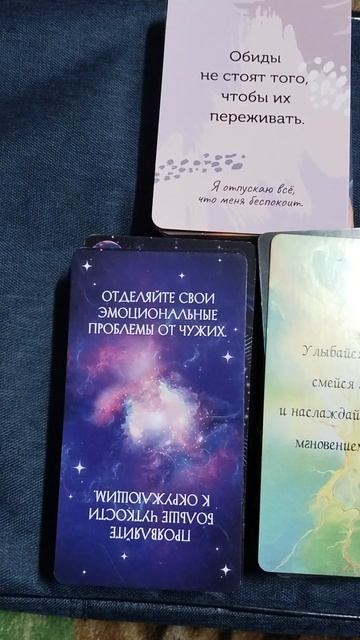 Обиды
не стоят того,
чтобы их
переживать.
Я отпускаю всё,
что меня беспокоит.
ОТДЕЛЯЙТЕ СВОИ
ЭМОЦИОНАЛЬНЫЕ
ПРОБЛЕМЫ ОТ ЧУЖИХ.
ПРОЯВЛЯЙТЕ
БОЛЬШЕ ЧУТКОСТИ
К ОКРУЖАЮЩИМ.
смейся
и наслаждай
мгновением